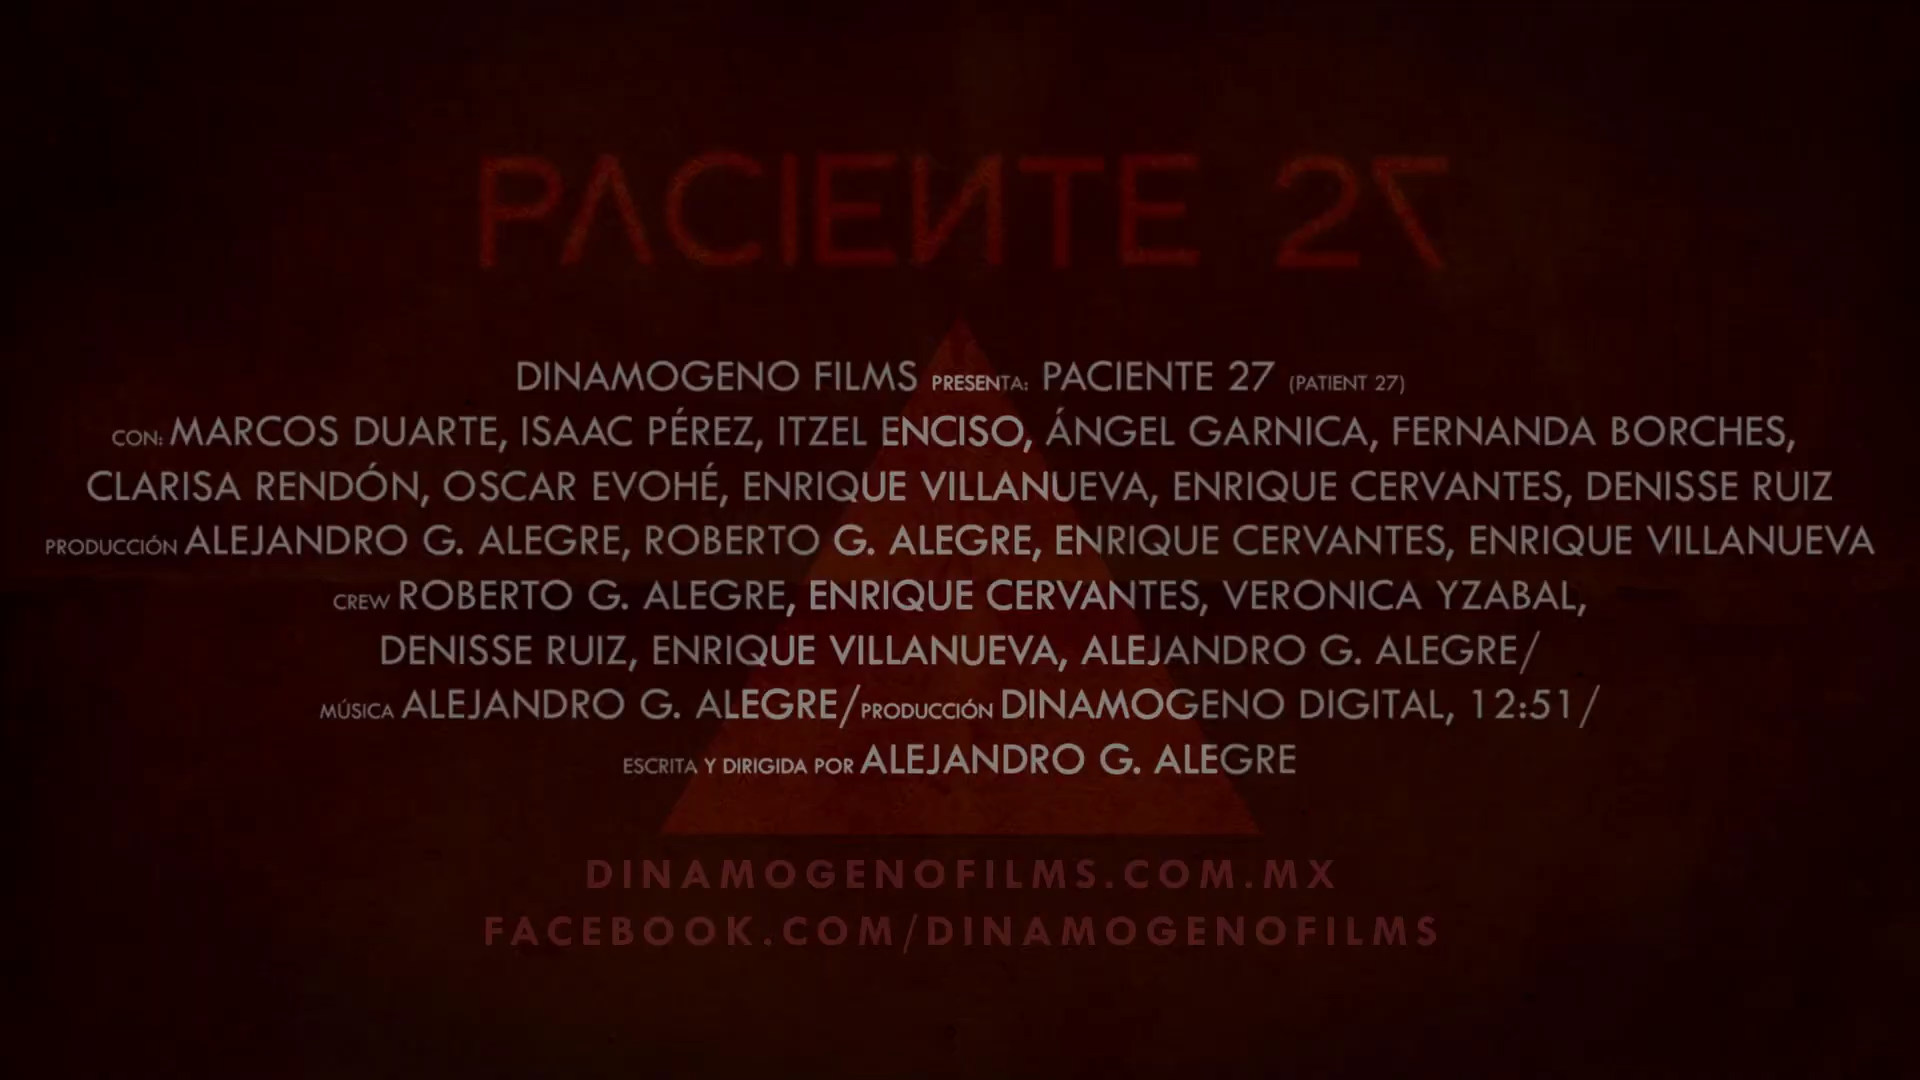 PACIENTE 27
DINAMOGENO FILMS PRESENTA: PACIENTE 27 (PATIENT 27)
CON: MARCOS DUARTE, ISAAC PÉREZ, ITZEL ENCISO, ÁNGEL GARNICA, FERNANDA BORCHES,
CLARISA RENDÓN, OSCAR EVOHÉ, ENRIQUE VILLANUEVA, ENRIQUE CERVANTES, DENISSE RUIZ
PRODUCCIÓN ALEJANDRO G. ALEGRE, ROBERTO G. ALEGRE, ENRIQUE CERVANTES, ENRIQUE VILLANUEVA
CREW ROBERTO G. ALEGRE, ENRIQUE CERVANTES, VERONICA YZABAL,
DENISSE RUIZ, ENRIQUE VILLANUEVA, ALEJANDRO G. ALEGRE/
MÚSICA ALEJANDRO G. ALEGRE/PRODUCCIÓN DINAMOGENO DIGITAL, 12:51/
ESCRITA Y DIRIGIDA POR ALEJANDRO G. ALEGRE
DINAMOGENOFILMS.COM.MX
FACEBOOK.COM/DINAMOGENOFILMS